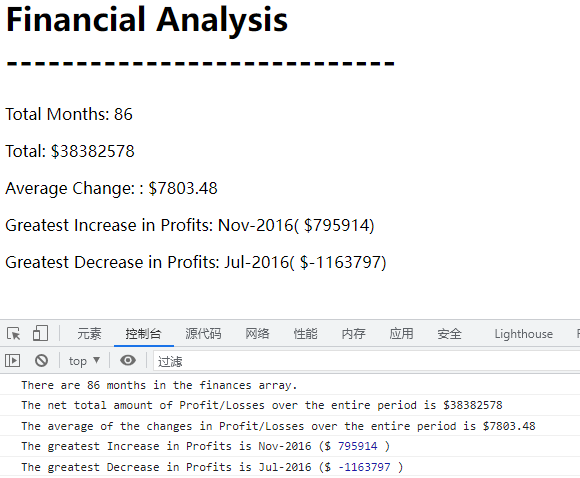 Financial Analysis
----------------------------
Total Months: 86
Total: $38382578
Average Change: : $7803.48
Greatest Increase in Profits: Nov-2016( $795914)
Greatest Decrease in Profits: Jul-2016( $-1163797)
元素 控制台 源代码 网络 性能 内存 应用 安全 Lighthouse
top ▼ 过滤
There are 86 months in the finances array.
The net total amount of Profit/Losses over the entire period is $38382578
The average of the changes in Profit/Losses over the entire period is $7803.48
The greatest Increase in Profits is Nov-2016 ($ 795914 )
The greatest Decrease in Profits is Jul-2016 ($ -1163797 )